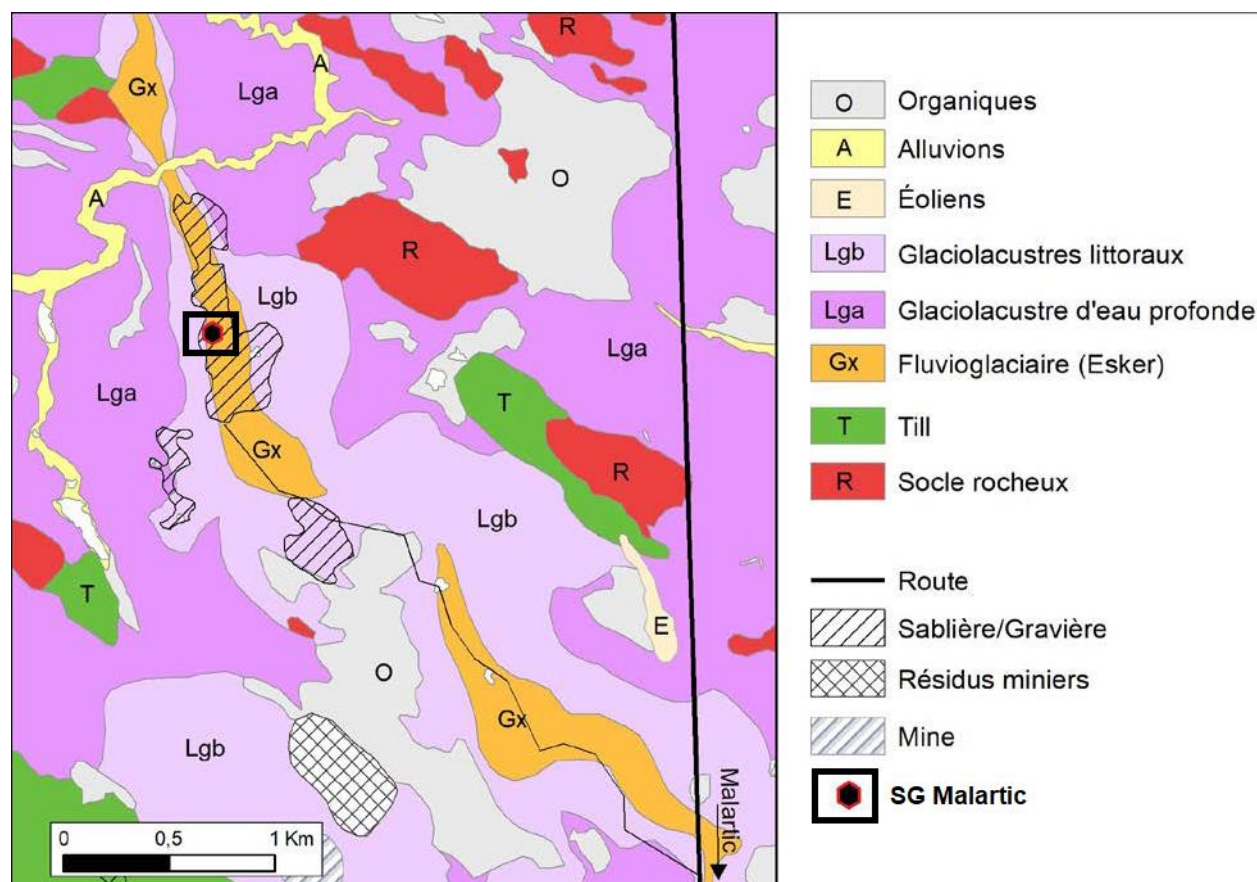 R
A
Gx
Lga
O
A
R
Lgb
Lga
Lga
T
Gx
R
Lgb
T
E
O
Gx
Lgb
Malartic
0 0,5 1 Km
O Organiques
A Alluvions
E Éoliens
Lgb Glaciolacustres littoraux
Lga Glaciolacustre d'eau profonde
Gx Fluvioglaciaire (Esker)
T Till
R Socle rocheux
Route
Sablière/Gravière
Résidus miniers
Mine
SG Malartic